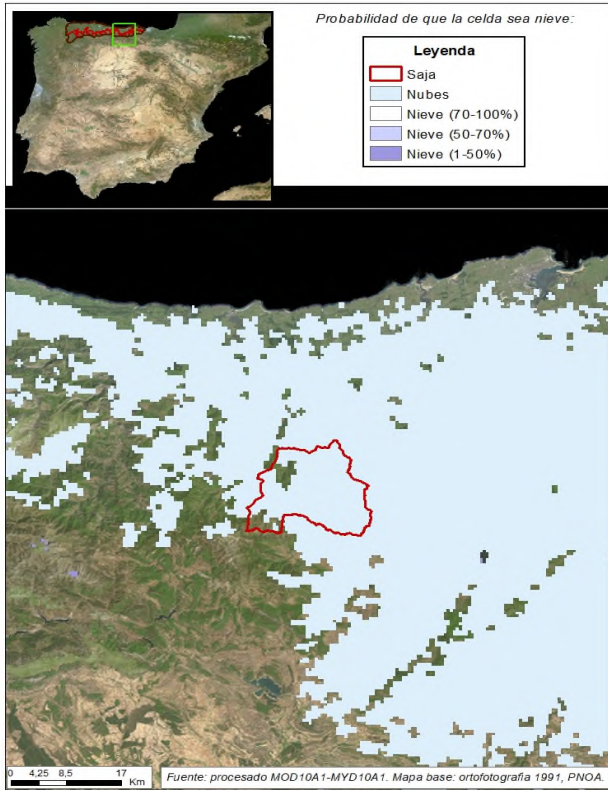 Probabilidad de que la celda sea nieve:
Leyenda
Saja
Nubes
Nieve (70-100%)
Nieve (50-70%)
Nieve (1-50%)
0 4,25 8,5 17
Km
Fuente: procesado MOD10A1-MYD10A1. Mapa base: ortofotografia 1991, PNOA.